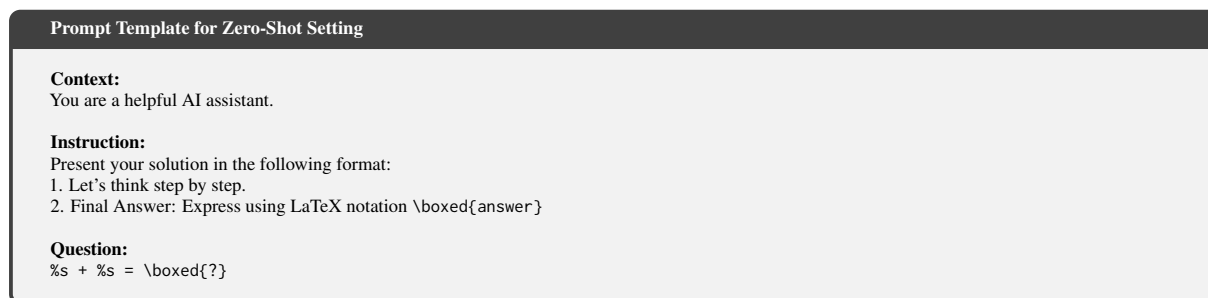 Prompt Template for Zero-Shot Setting
Context:
You are a helpful AI assistant.
Instruction:
Present your solution in the following format:
1. Let's think step by step.
2. Final Answer: Express using LaTeX notation \boxed{answer}
Question:
%s + %s = \boxed{?}